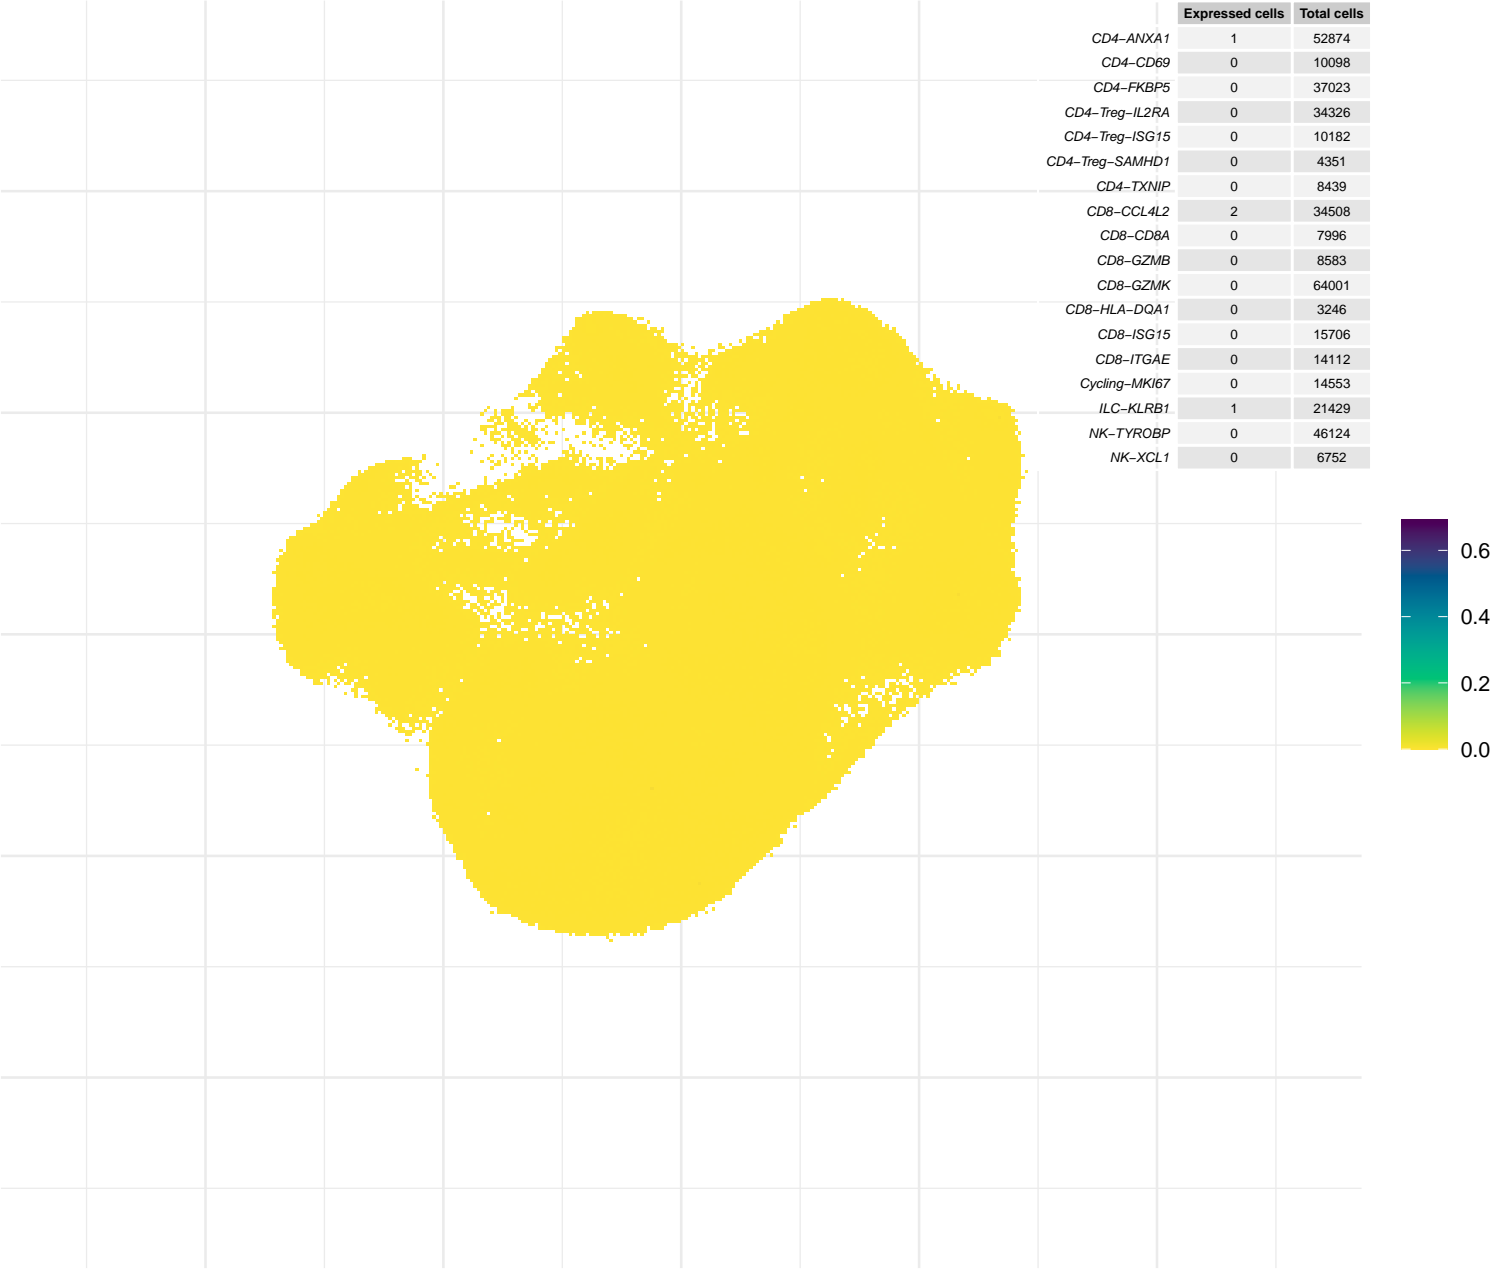 Expressed cells Total cells
CD4−ANXA1 1 52874
CD4−CD69 0 10098
CD4−FKBP5 0 37023
CD4−Treg−IL2RA 0 34326
CD4−Treg−ISG15 0 10182
CD4−Treg−SAMHD1 0 4351
CD4−TXNIP 0 8439
CD8−CCL4L2 2 34508
CD8−CD8A 0 7996
CD8−GZMB 0 8583
CD8−GZMK 0 64001
CD8−HLA−DQA1 0 3246
CD8−ISG15 0 15706
CD8−ITGAE 0 14112
Cycling−MKI67 0 14553
ILC−KLRB1 1 21429
NK−TYROBP 0 46124
NK−XCL1 0 6752
0.6
0.4
0.2
0.0